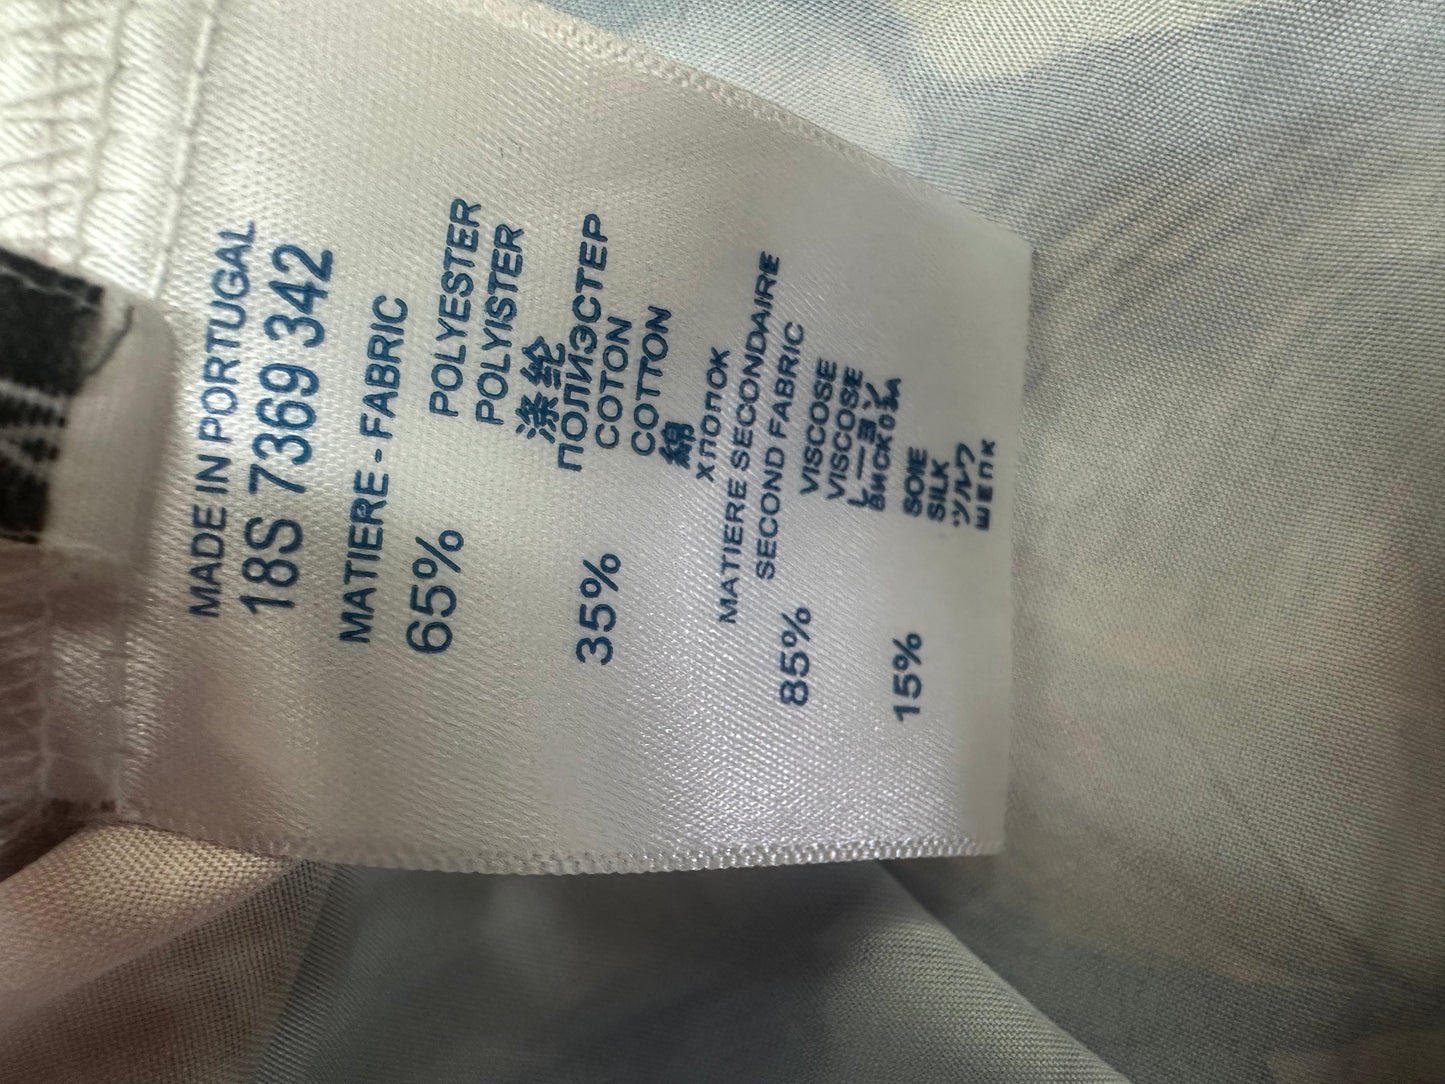 MADE IN PORTUGAL
18S 7369 342
MATIERE - FABRIC
65% POLYESTER
POLYISTER
涤纶
ПОЛИЭСТЕР
35% COTON
COTTON
綿
ХЛОПОК
MATIERE SECONDAIRE
SECOND FABRIC
85% VISCOSE
VISCOSE
レーヨン
ВИСКОЗА
15% SOIE
SILK
シルク
ШЕЛК